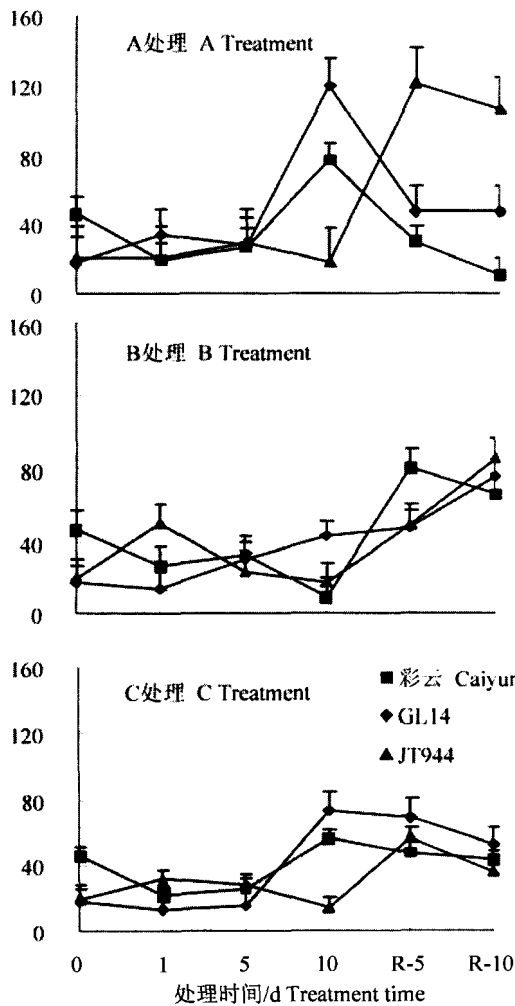 160
A处理 A Treatment
120
80
40
0
160
B处理 B Treatment
120
80
40
0
160
C处理 C Treatment
彩云 Caiyun
120
GL14
JT944
80
40
0
0 1 5 10 R-5 R-10
处理时间/d Treatment time